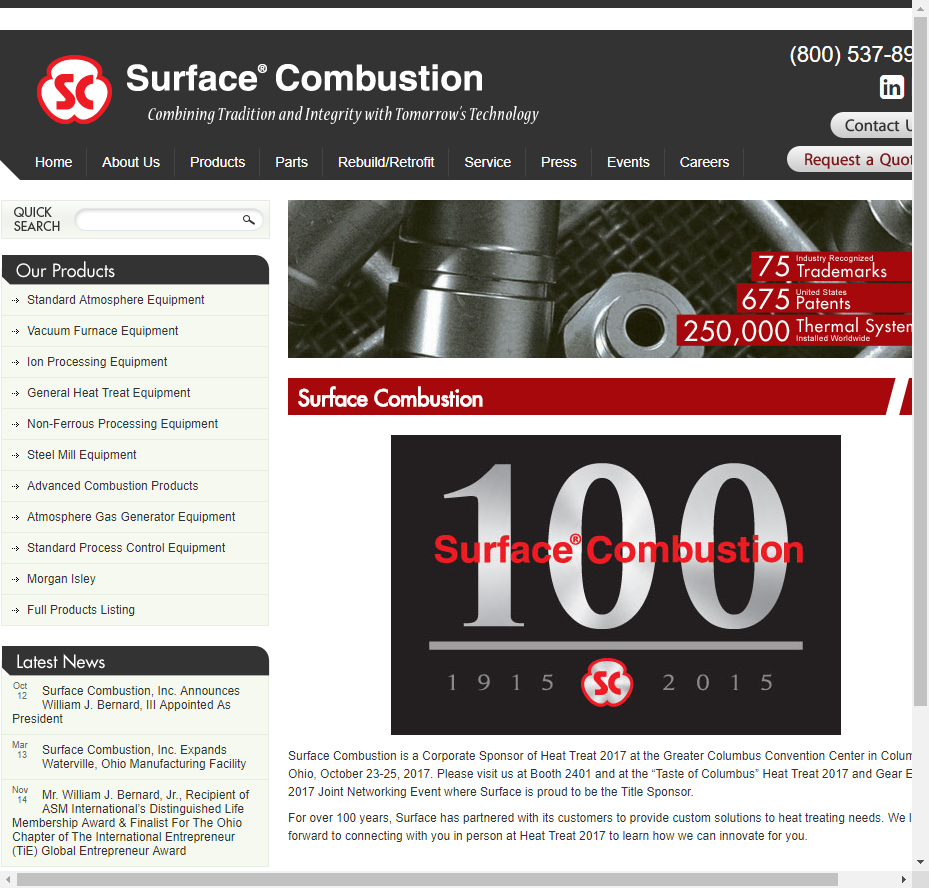 (800) 537-89
SC
Surface® Combustion
Combining Tradition and Integrity with Tomorrow's Technology
in
Contact U
Request a Quot
Home
About Us
Products
Parts
Rebuild/Retrofit
Service
Press
Events
Careers
QUICK
SEARCH
Our Products
Standard Atmosphere Equipment
Vacuum Furnace Equipment
Ion Processing Equipment
General Heat Treat Equipment
Non-Ferrous Processing Equipment
Steel Mill Equipment
Advanced Combustion Products
Atmosphere Gas Generator Equipment
Standard Process Control Equipment
Morgan Isley
Full Products Listing
Latest News
Oct 12
Surface Combustion, Inc. Announces
William J. Bernard, III Appointed As
President
Mar 13
Surface Combustion, Inc. Expands
Waterville, Ohio Manufacturing Facility
Nov 14
Mr. William J. Bernard, Jr., Recipient of
ASM International's Distinguished Life
Membership Award & Finalist For The Ohio
Chapter of The International Entrepreneur
(TiE) Global Entrepreneur Award
75 Industry Recognized Trademarks
675 United States Patents
250,000 Thermal System
Installed Worldwide
Surface Combustion
100
Surface® Combustion
1915 SC 2015
Surface Combustion is a Corporate Sponsor of Heat Treat 2017 at the Greater Columbus Convention Center in Colum
Ohio, October 23-25, 2017. Please visit us at Booth 2401 and at the “Taste of Columbus” Heat Treat 2017 and Gear E
2017 Joint Networking Event where Surface is proud to be the Title Sponsor.
For over 100 years, Surface has partnered with its customers to provide custom solutions to heat treating needs. We l
forward to connecting with you in person at Heat Treat 2017 to learn how we can innovate for you.